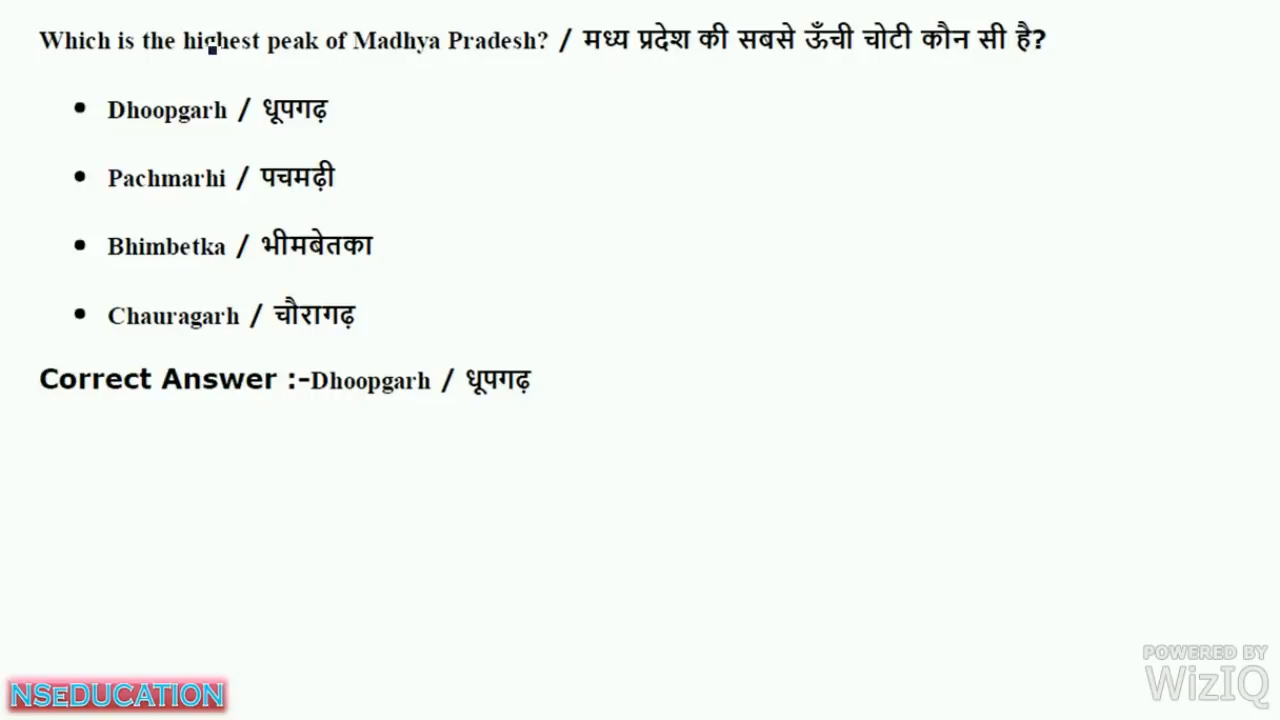 Which is the highest peak of Madhya Pradesh? / मध्य प्रदेश की सबसे ऊँची चोटी कौन सी है?
• Dhoopgarh / धूपगढ़
• Pachmarhi / पचमढ़ी
• Bhimbetka / भीमबेतका
• Chauragarh / चौरागढ़
Correct Answer :-Dhoopgarh / धूपगढ़
POWERED BY
WizIQ
NSEDUCATION